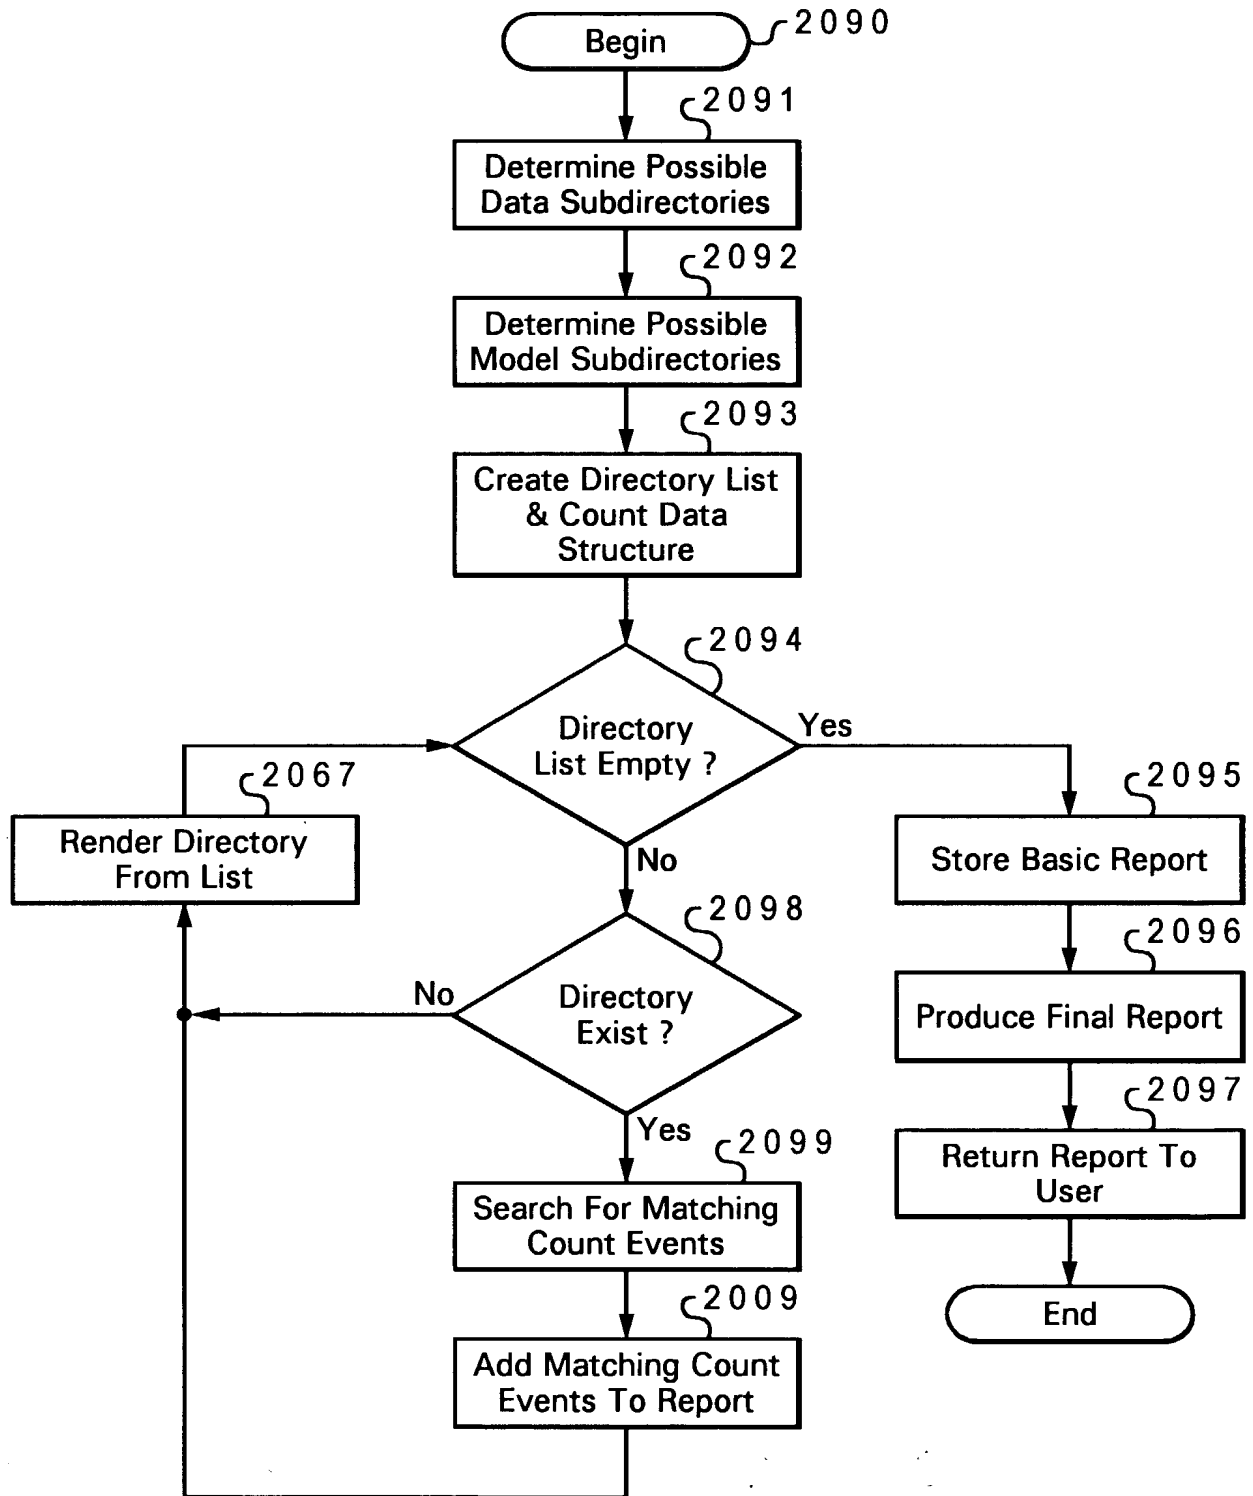 Begin
2090
2091
Determine Possible
Data Subdirectories
2092
Determine Possible
Model Subdirectories
2093
Create Directory List
& Count Data
Structure
2094
Directory
List Empty ?
Yes
No
2067
Render Directory
From List
2095
Store Basic Report
2098
Directory
Exist ?
No
Yes
2096
Produce Final Report
2097
Return Report To
User
2099
Search For Matching
Count Events
End
2009
Add Matching Count
Events To Report